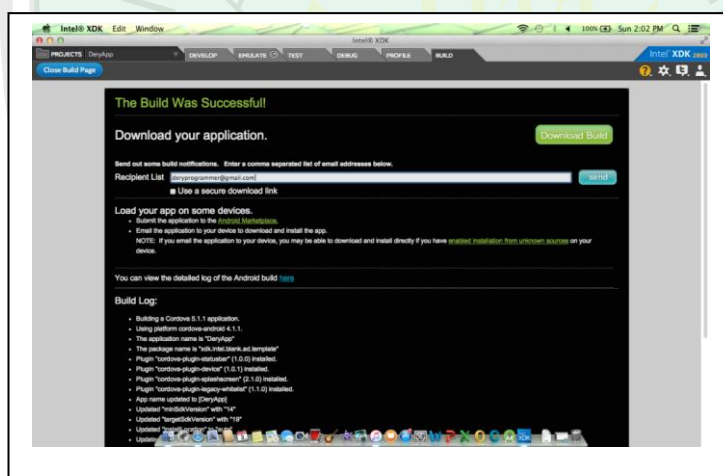 Intel® XDK Edit Window 100% Sun 2:02 PM
Intel® XDK
PROJECTS DeryApp DEVELOP EMULATE TEST DEBUG PROFILE BUILD Intel® XDK
Close Build Page
The Build Was Successful!
Download your application. Download Build
Send out some build notifications. Enter a comma separated list of email addresses below.
Recipient List deryprogrammer@gmail.com send
Use a secure download link
Load your app on some devices.
• Submit the application to the Android Marketplace.
• Email the application to your device to download and install the app.
NOTE: If you email the application to your device, you may be able to download and install directly if you have enabled installation from unknown sources on your
device.
You can view the detailed log of the Android build here
Build Log:
• Building a Cordova 5.1.1 application.
• Using platform cordova-android 4.1.1.
• The application name is "DeryApp"
• The package name is "xdk.intel.blank.ad.template"
• Plugin "cordova-plugin-statusbar" (1.0.0) installed.
• Plugin "cordova-plugin-device" (1.0.1) installed.
• Plugin "cordova-plugin-splashscreen" (2.1.0) installed.
• Plugin "cordova-plugin-legacy-whitelist" (1.1.0) installed.
• App name updated to [DeryApp]
• Updated "minSdkVersion" with "14"
• Updated "targetSdkVersion" with "19"
• Updated